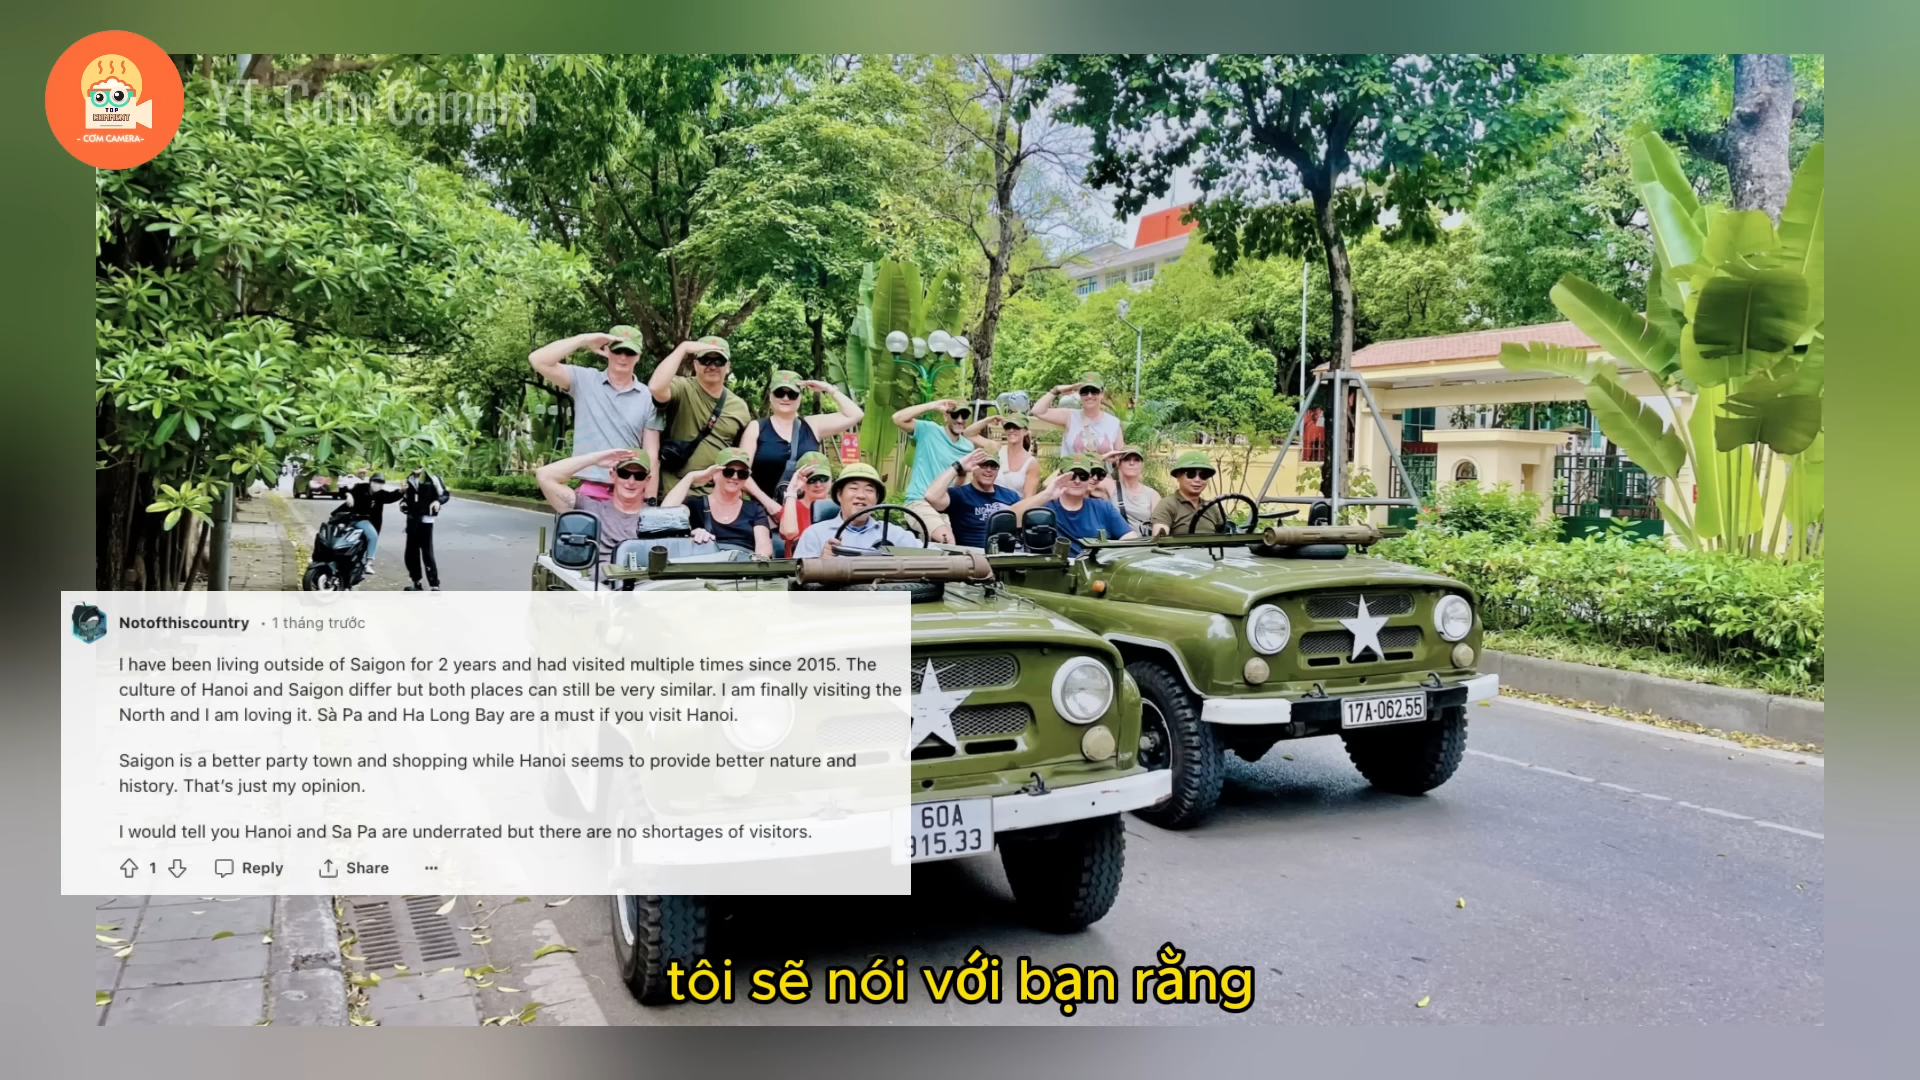 YT: Cơm Camera
TOP
COMMENT
- CƠM CAMERA-
Notofthiscountry · 1 tháng trước
I have been living outside of Saigon for 2 years and had visited multiple times since 2015. The
culture of Hanoi and Saigon differ but both places can still be very similar. I am finally visiting the
North and I am loving it. Sà Pa and Ha Long Bay are a must if you visit Hanoi.
Saigon is a better party town and shopping while Hanoi seems to provide better nature and
history. That's just my opinion.
I would tell you Hanoi and Sa Pa are underrated but there are no shortages of visitors.
1 Reply Share ...
17A-062.55
60A
915.33
tôi sẽ nói với bạn rằng